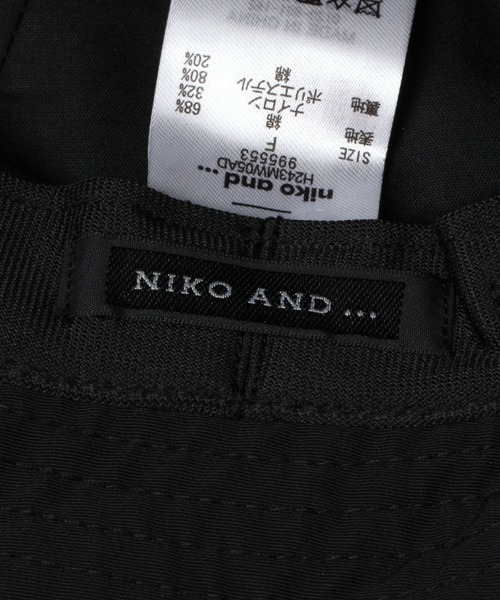 niko and ...
H243MW05AD
995553
SIZE F
表地 綿 68%
ナイロン 32%
裏地 ポリエステル 80%
綿 20%
NIKO AND ...